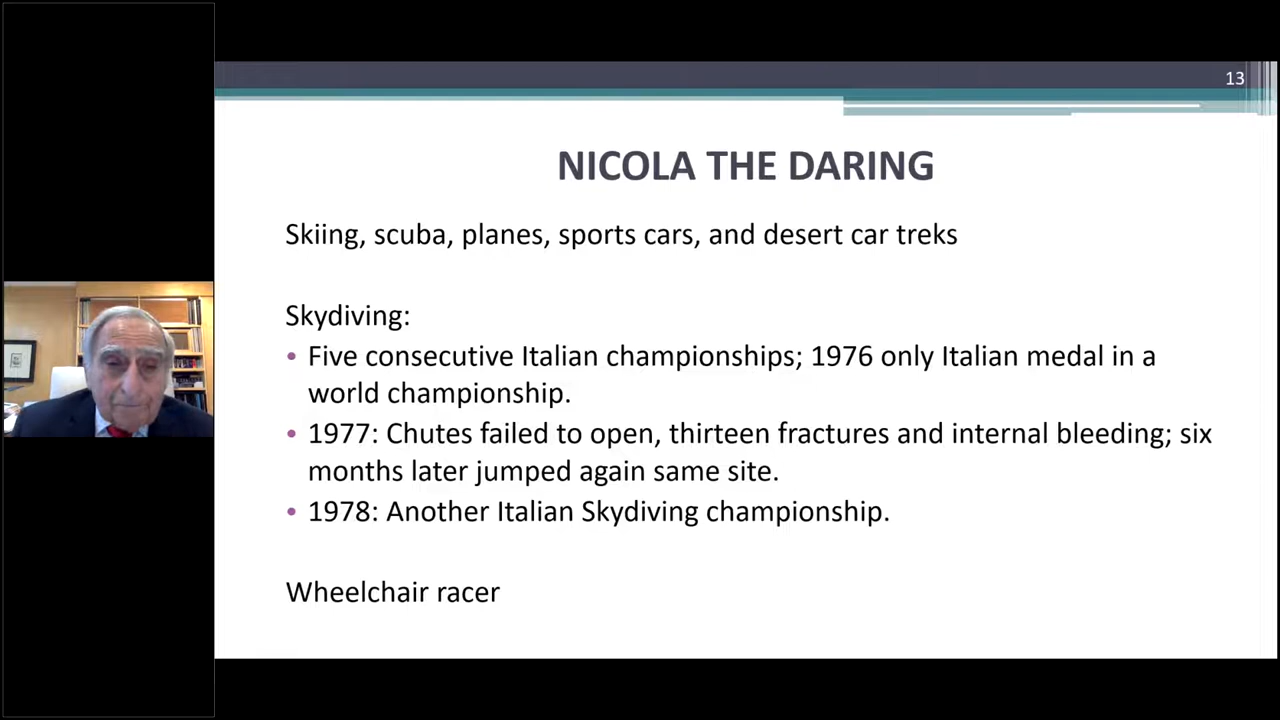 13
NICOLA THE DARING
Skiing, scuba, planes, sports cars, and desert car treks
Skydiving:
• Five consecutive Italian championships; 1976 only Italian medal in a
world championship.
• 1977: Chutes failed to open, thirteen fractures and internal bleeding; six
months later jumped again same site.
• 1978: Another Italian Skydiving championship.
Wheelchair racer